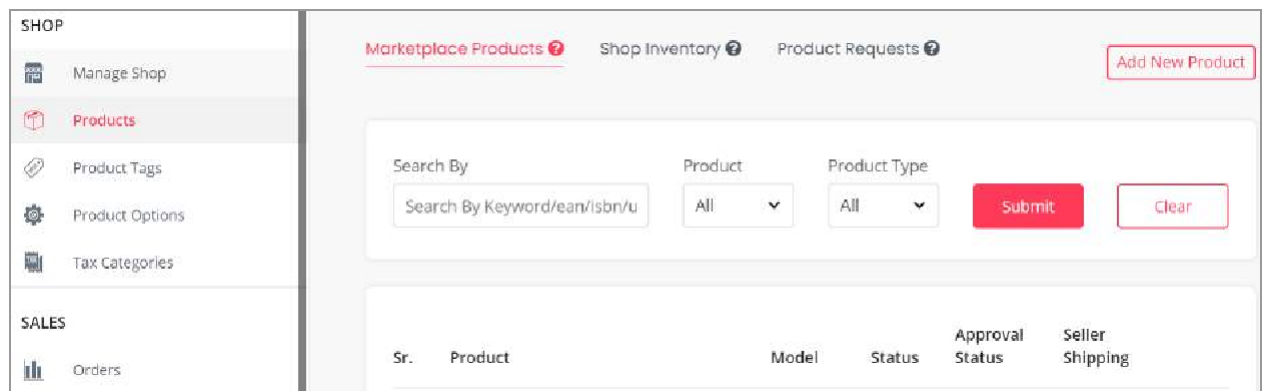 SHOP
Manage Shop
Products
Product Tags
Product Options
Tax Categories
SALES
Orders
Marketplace Products Shop Inventory Product Requests
Add New Product
Search By Product Product Type
Search By Keyword/ean/isbn/u All All Submit Clear
Approval Seller
Sr. Product Model Status Status Shipping